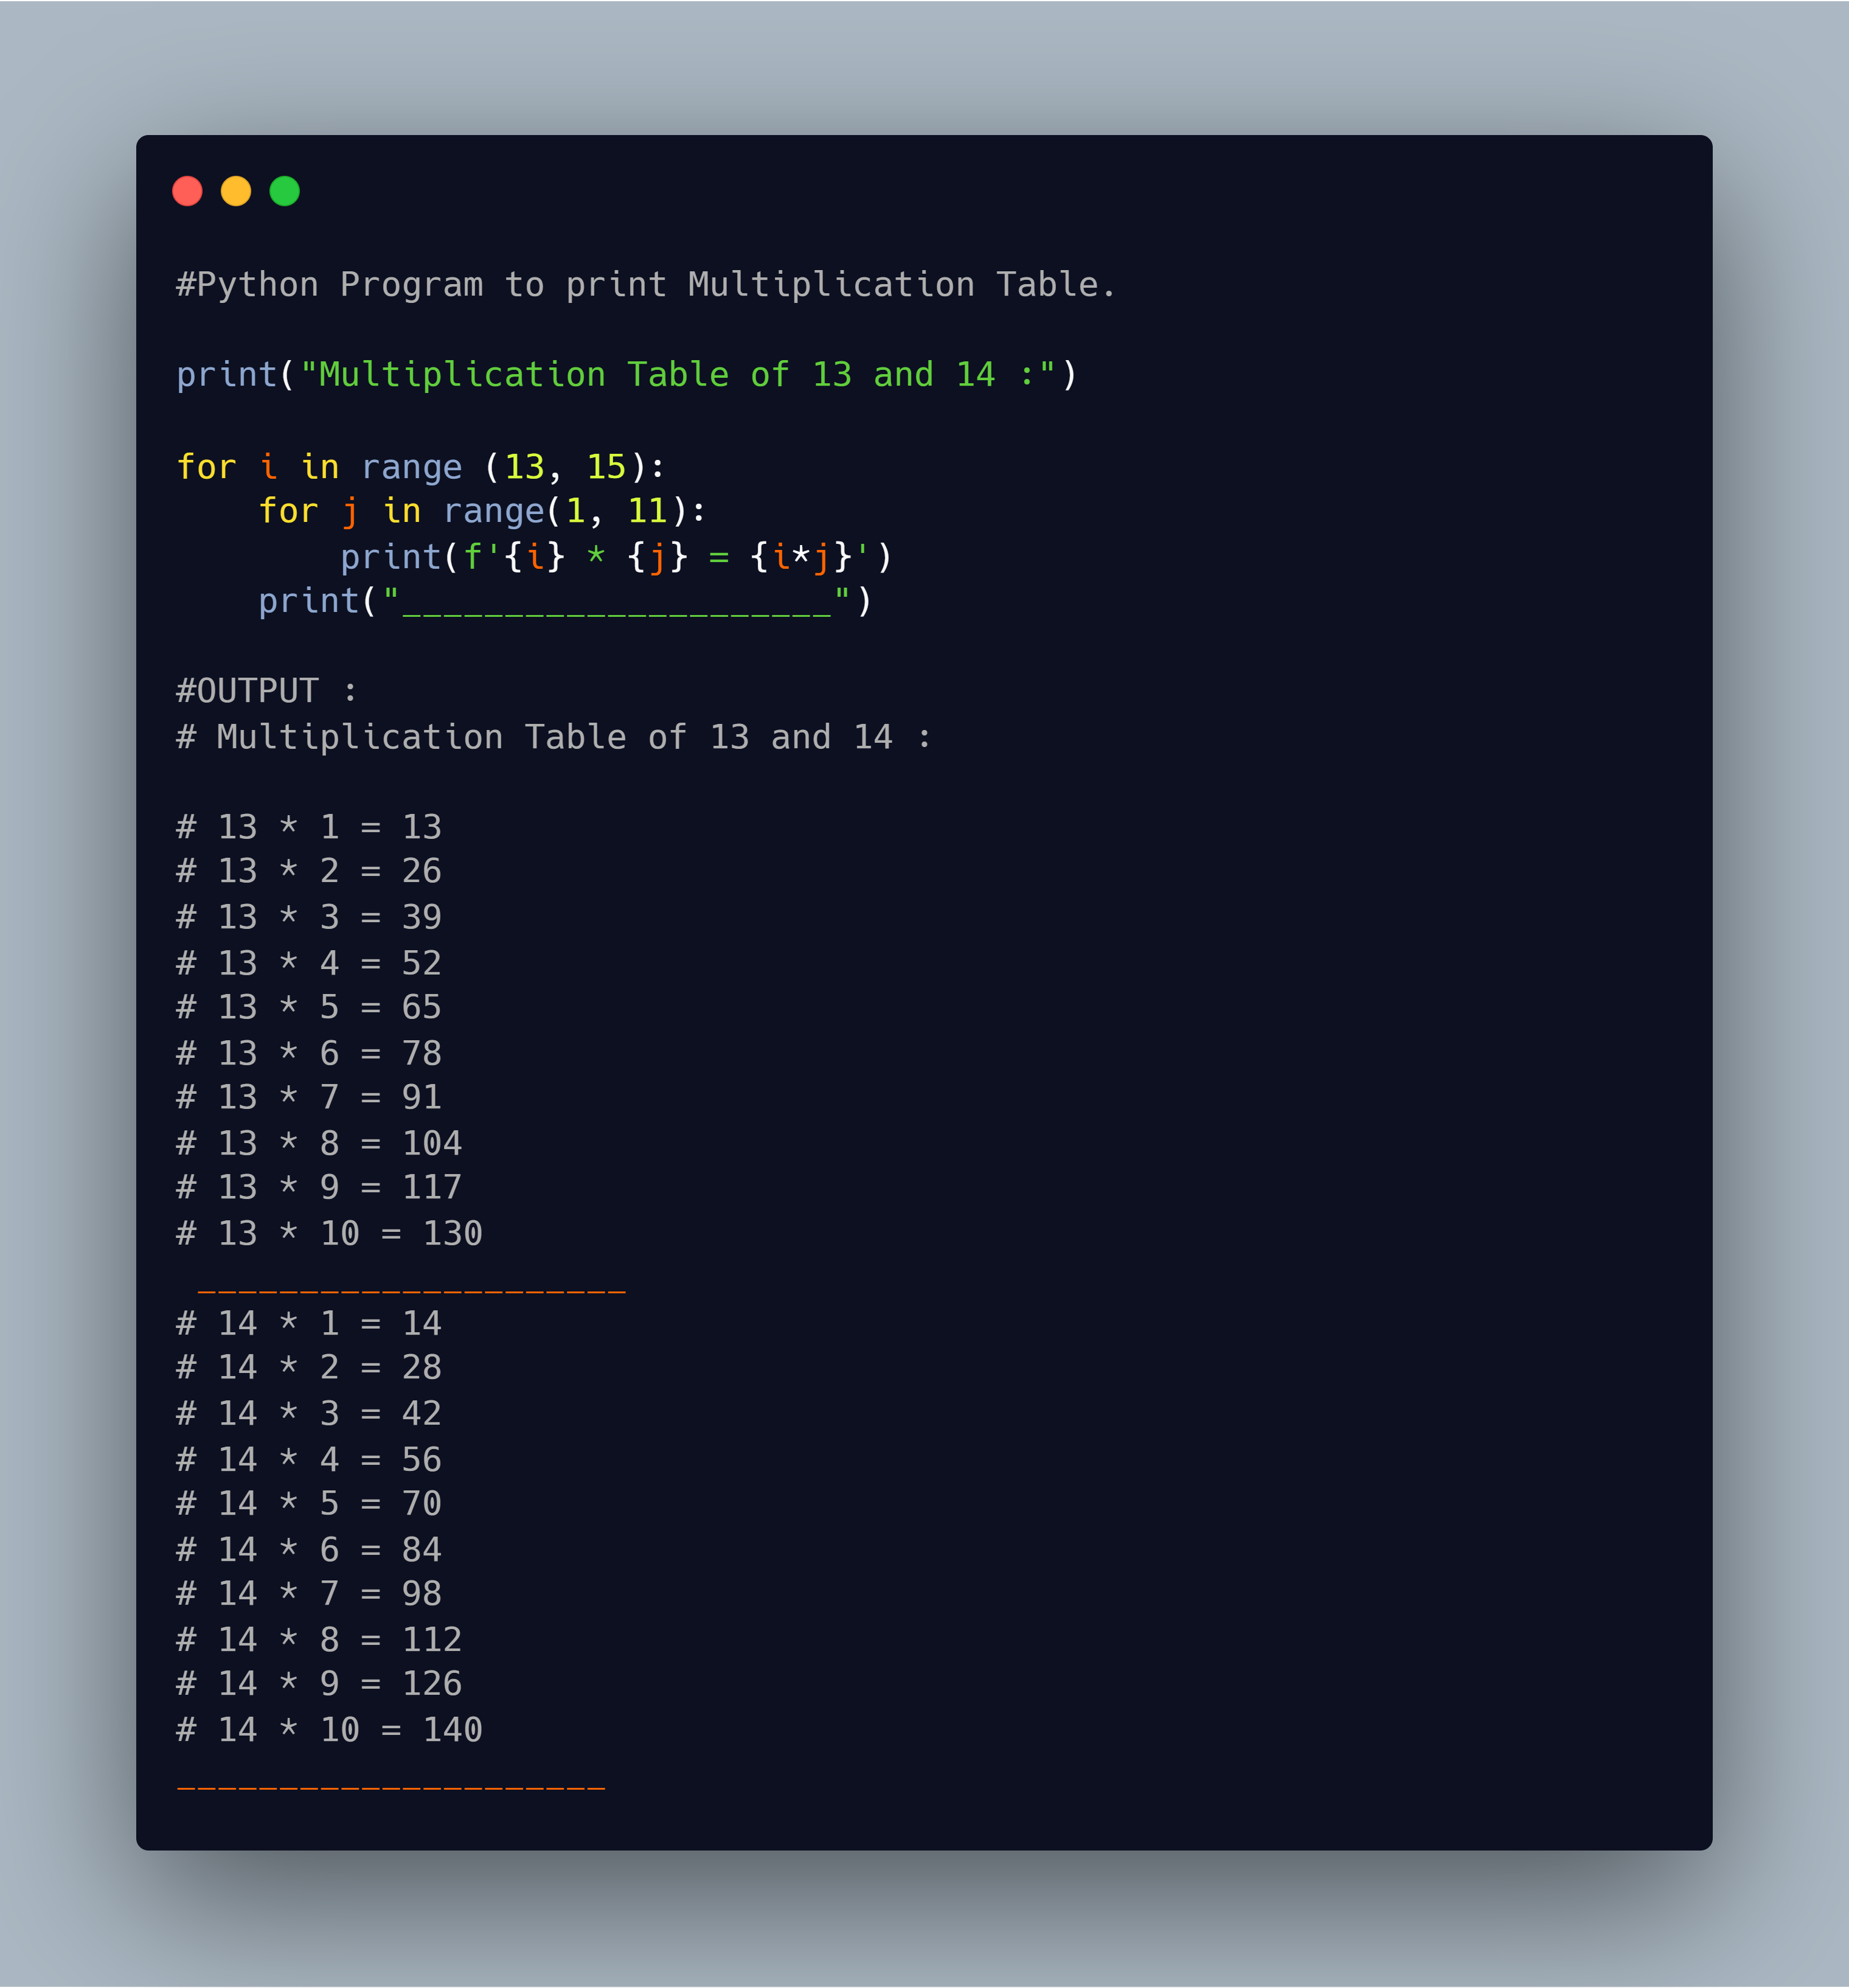 #Python Program to print Multiplication Table.

print("Multiplication Table of 13 and 14 :")

for i in range (13, 15):
    for j in range(1, 11):
        print(f'{i} * {j} = {i*j}')
    print("_____________________")

#OUTPUT :
# Multiplication Table of 13 and 14 :

# 13 * 1 = 13
# 13 * 2 = 26
# 13 * 3 = 39
# 13 * 4 = 52
# 13 * 5 = 65
# 13 * 6 = 78
# 13 * 7 = 91
# 13 * 8 = 104
# 13 * 9 = 117
# 13 * 10 = 130
 _____________________
# 14 * 1 = 14
# 14 * 2 = 28
# 14 * 3 = 42
# 14 * 4 = 56
# 14 * 5 = 70
# 14 * 6 = 84
# 14 * 7 = 98
# 14 * 8 = 112
# 14 * 9 = 126
# 14 * 10 = 140
_____________________